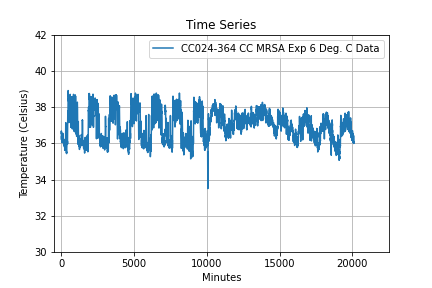 Time Series
CC024-364 CC MRSA Exp 6 Deg. C Data
Temperature (Celsius)
42
40
38
36
34
32
30
0 5000 10000 15000 20000
Minutes